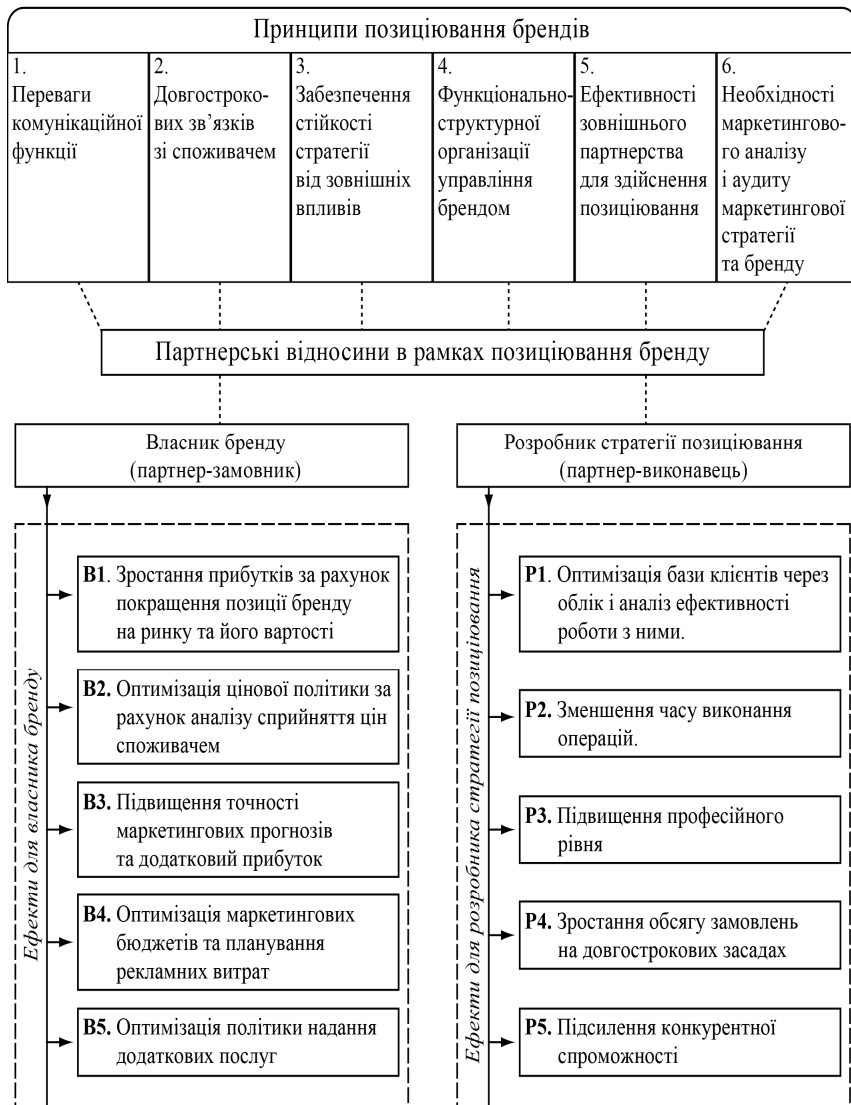 Принципи позиціювання брендів
1.
Переваги
комунікаційної
функції
2.
Довгостроко-
вих зв’язків
зі споживачем
3.
Забезпечення
стійкості
стратегії
від зовнішніх
впливів
4.
Функціонально-
структурної
організації
управління
брендом
5.
Ефективності
зовнішнього
партнерства
для здійснення
позиціювання
6.
Необхідності
маркетингово-
го аналізу
і аудиту
маркетингової
стратегії
та бренду
Партнерські відносини в рамках позиціювання бренду
Власник бренду
(партнер-замовник)
Ефекти для власника бренду
В1. Зростання прибутків за рахунок
покращення позиції бренду
на ринку та його вартості
В2. Оптимізація цінової політики за
рахунок аналізу сприйняття цін
споживачем
В3. Підвищення точності
маркетингових прогнозів
та додатковий прибуток
В4. Оптимізація маркетингових
бюджетів та планування
рекламних витрат
В5. Оптимізація політики надання
додаткових послуг
Розробник стратегії позиціювання
(партнер-виконавець)
Ефекти для розробника стратегії позиціювання
Р1. Оптимізація бази клієнтів через
облік і аналіз ефективності
роботи з ними.
Р2. Зменшення часу виконання
операцій.
Р3. Підвищення професійного
рівня
Р4. Зростання обсягу замовлень
на довгострокових засадах
Р5. Підсилення конкурентної
спроможності